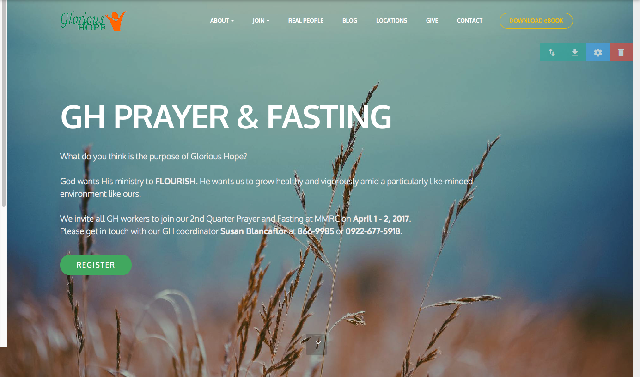 Glorious
HOPE
ABOUT JOIN REAL PEOPLE BLOG LOCATIONS GIVE CONTACT DOWNLOAD eBOOK
GH PRAYER & FASTING
What do you think is the purpose of Glorious Hope?
God wants His ministry to FLOURISH. He wants us to grow healthy and vigorously amid a particularly like-minded
environment like ours.
We invite all GH workers to join our 2nd Quarter Prayer and Fasting at MMRC on April 1 - 2, 2017.
Please get in touch with our GH coordinator Susan Blancaflor at 866-9985 or 0922-677-5918.
REGISTER